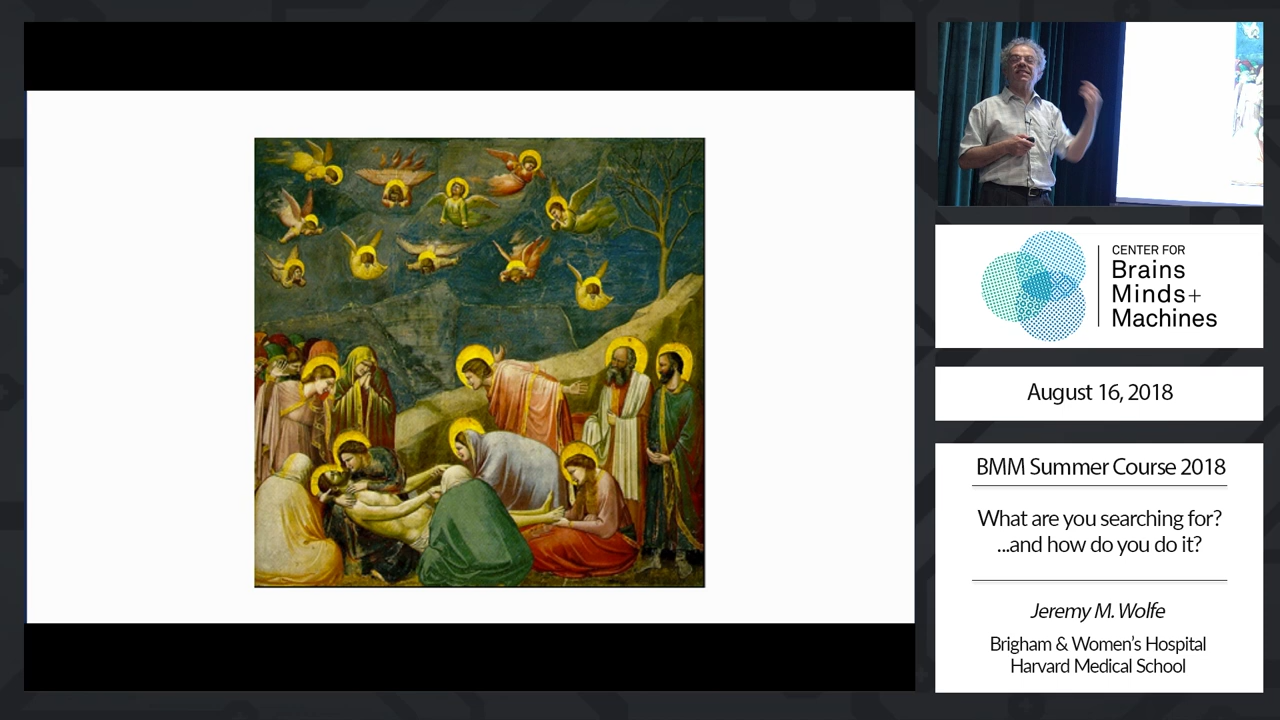 CENTER FOR
Brains
Minds+
Machines
August 16, 2018
BMM Summer Course 2018
What are you searching for?
...and how do you do it?
Jeremy M. Wolfe
Brigham & Women's Hospital
Harvard Medical School